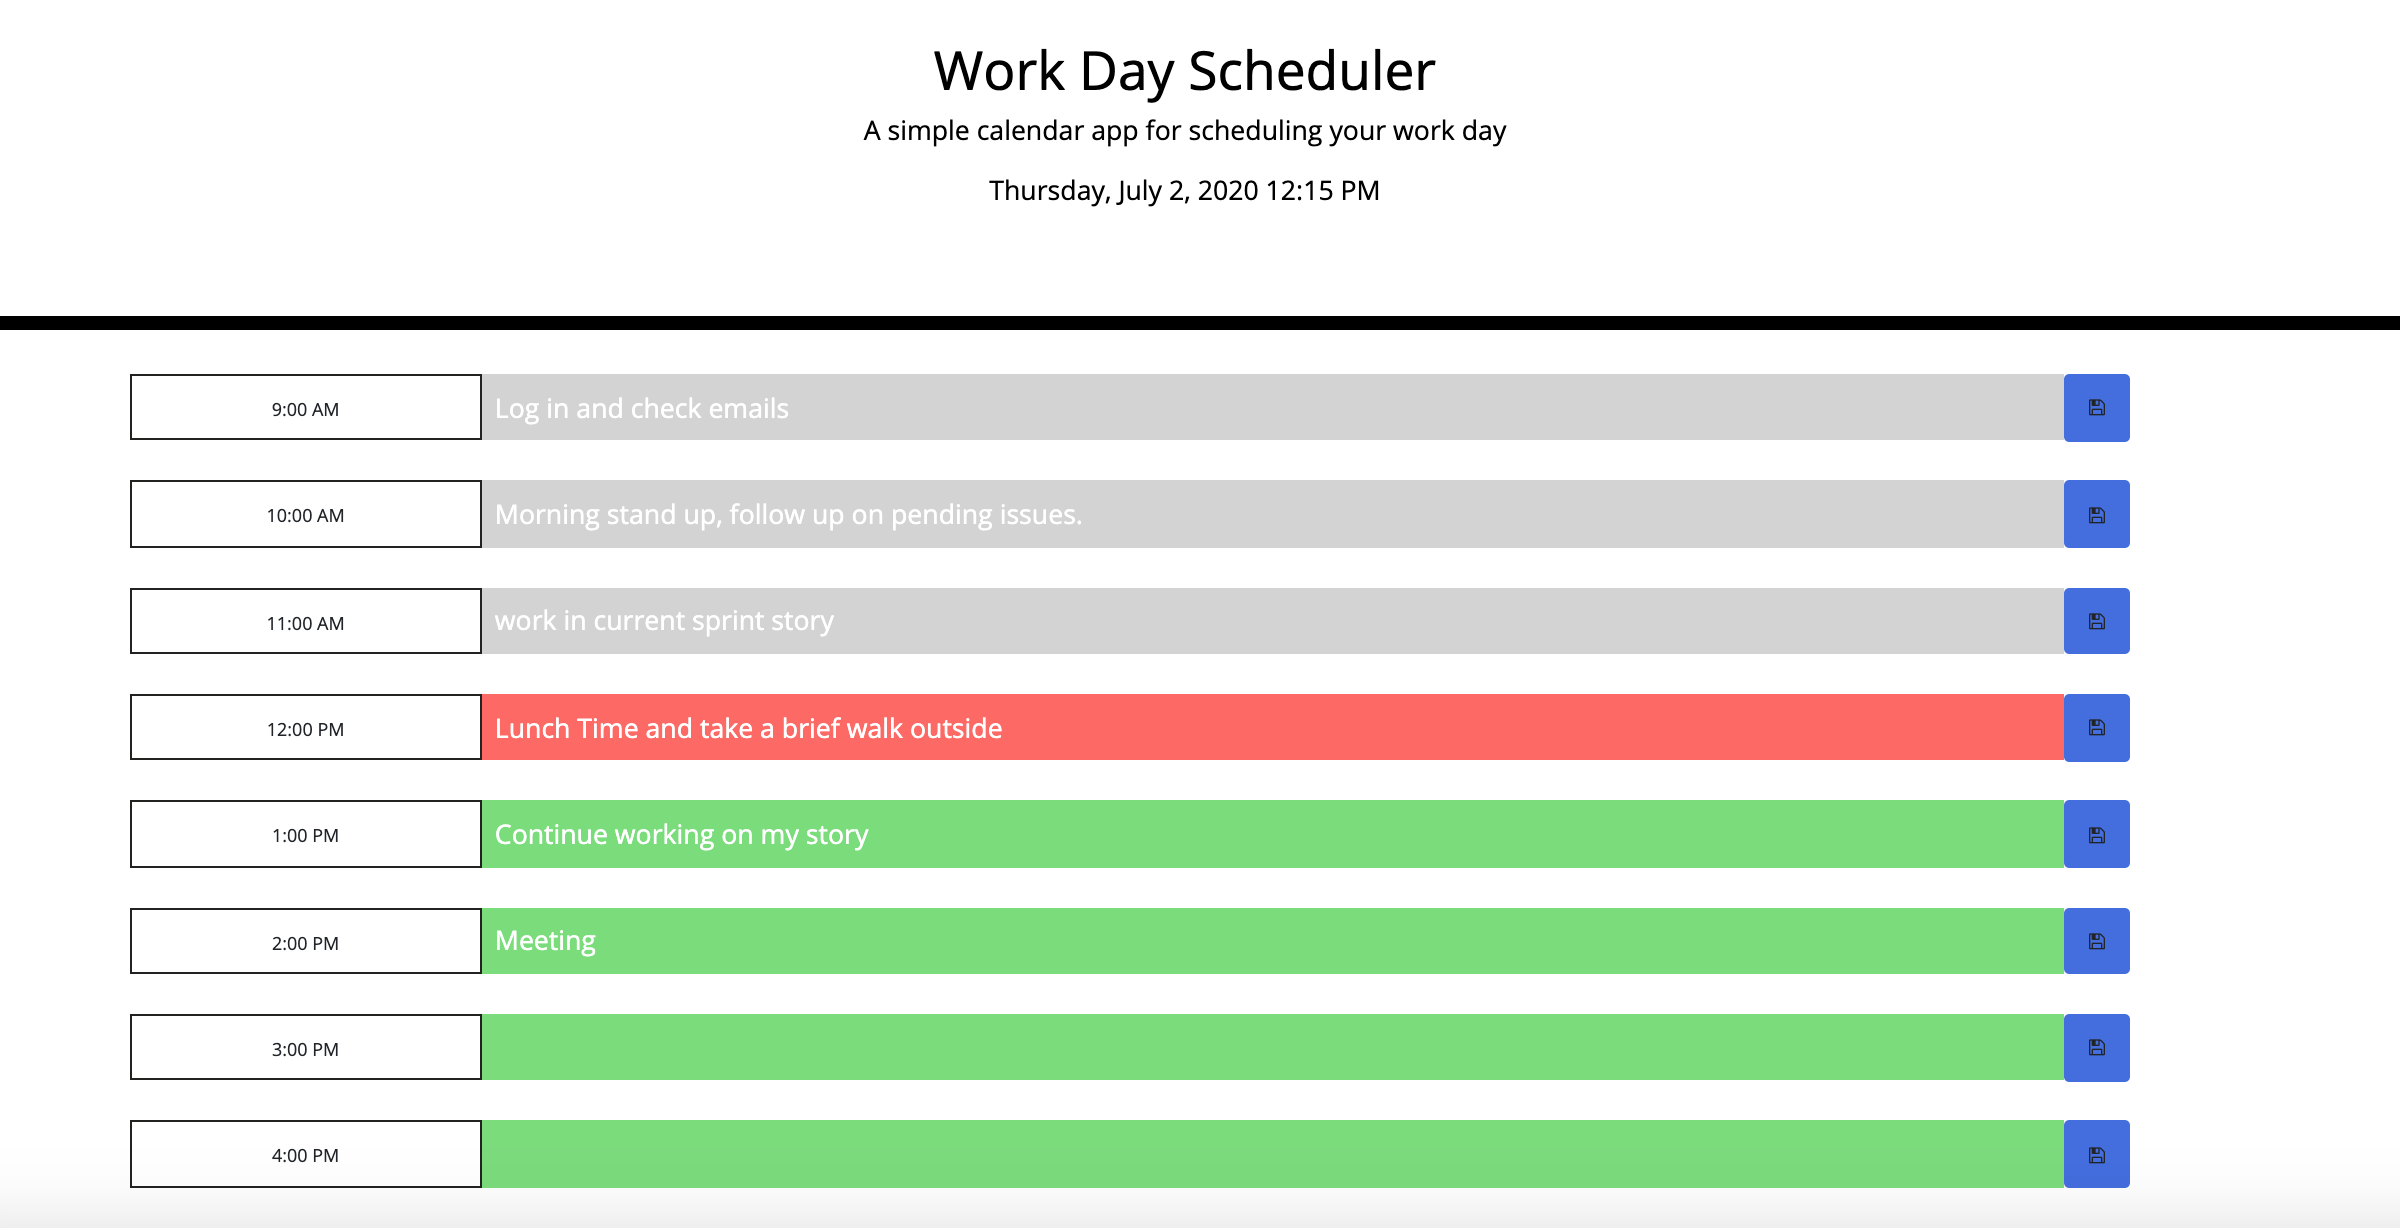 Work Day Scheduler
A simple calendar app for scheduling your work day
Thursday, July 2, 2020 12:15 PM
9:00 AM Log in and check emails
10:00 AM Morning stand up, follow up on pending issues.
11:00 AM work in current sprint story
12:00 PM Lunch Time and take a brief walk outside
1:00 PM Continue working on my story
2:00 PM Meeting
3:00 PM
4:00 PM